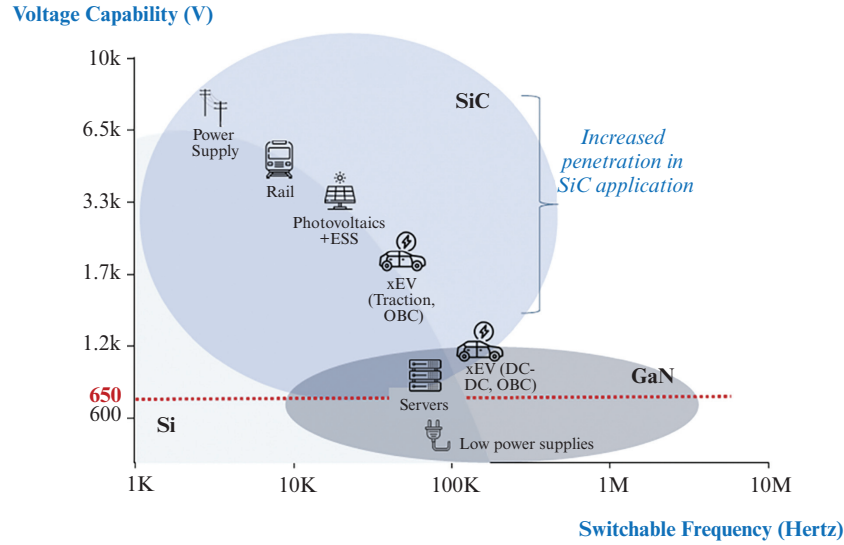 Voltage Capability (V)
10k
SiC
6.5k
Power
Supply
Increased
penetration in
SiC application
Rail
3.3k
Photovoltaics
+ESS
1.7k
xEV
(Traction,
OBC)
1.2k
xEV (DC-
DC, OBC)
GaN
650
Servers
600
Si
Low power supplies
1K
10K
100K
1M
10M
Switchable Frequency (Hertz)